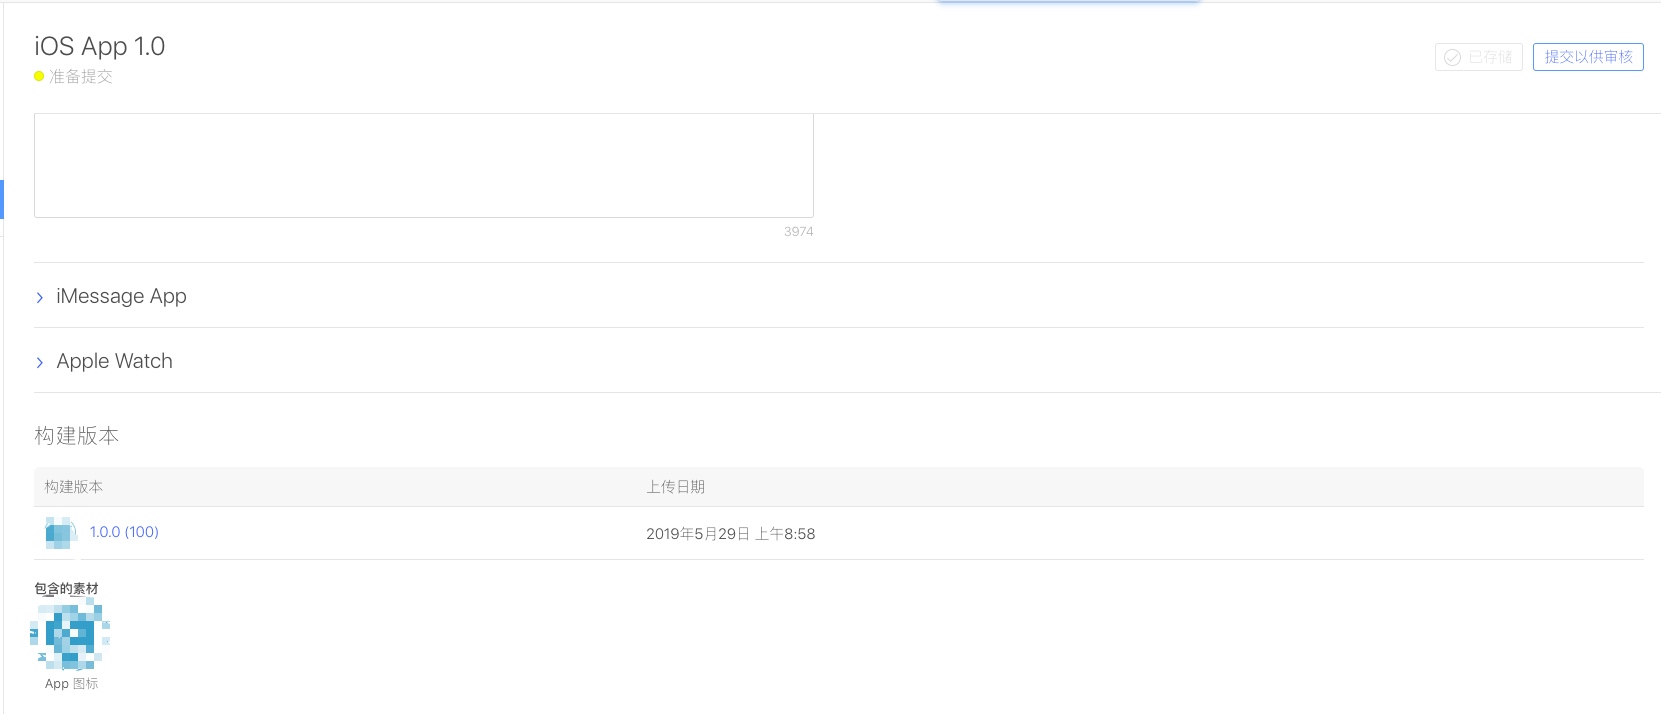 iOS App 1.0
准备提交
已存储
提交以供审核
3974
iMessage App
Apple Watch
构建版本
构建版本
上传日期
1.0.0 (100)
2019年5月29日 上午8:58
包含的素材
App 图标